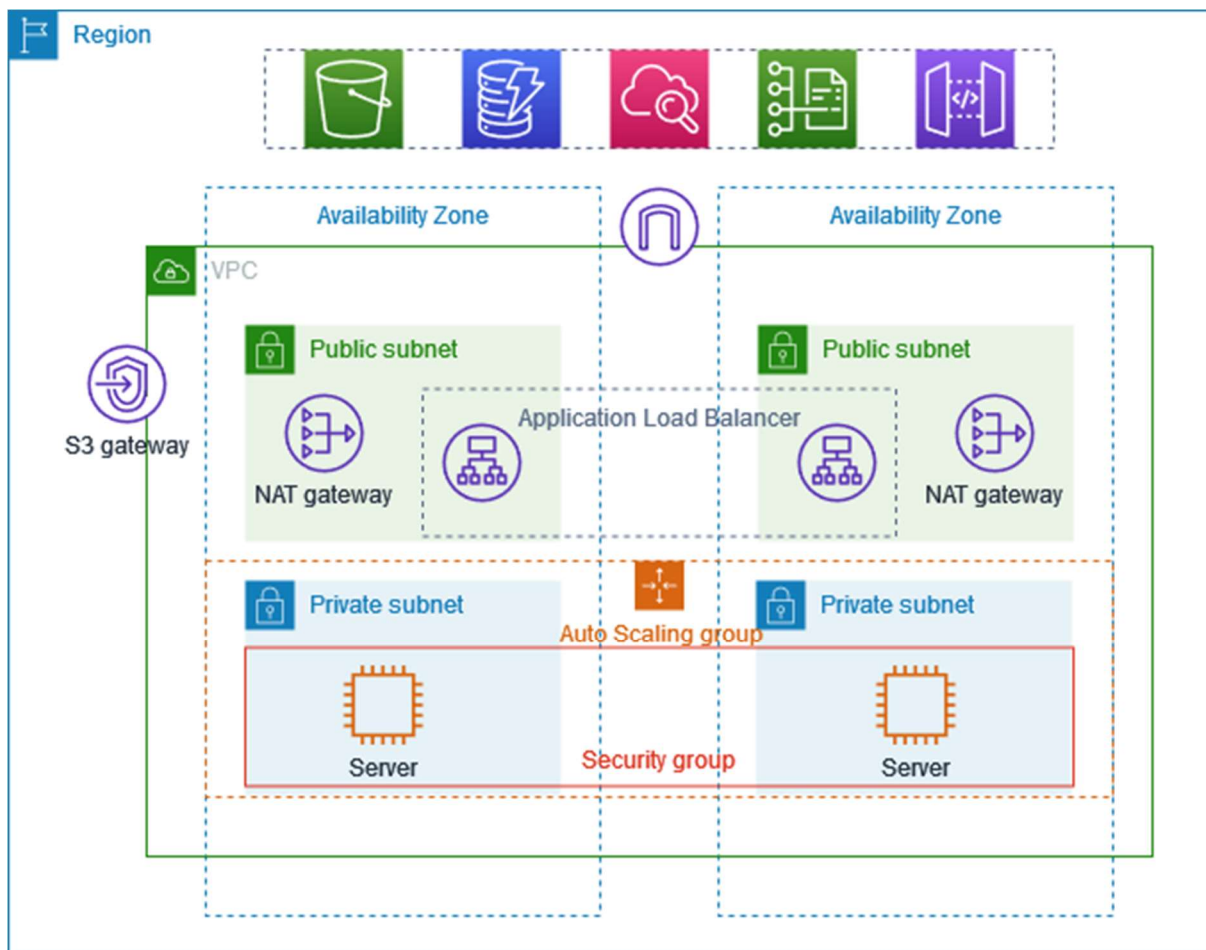 Region
Availability Zone
Availability Zone
VPC
Public subnet
Public subnet
Application Load Balancer
S3 gateway
NAT gateway
NAT gateway
Private subnet
Private subnet
Auto Scaling group
Security group
Server
Server